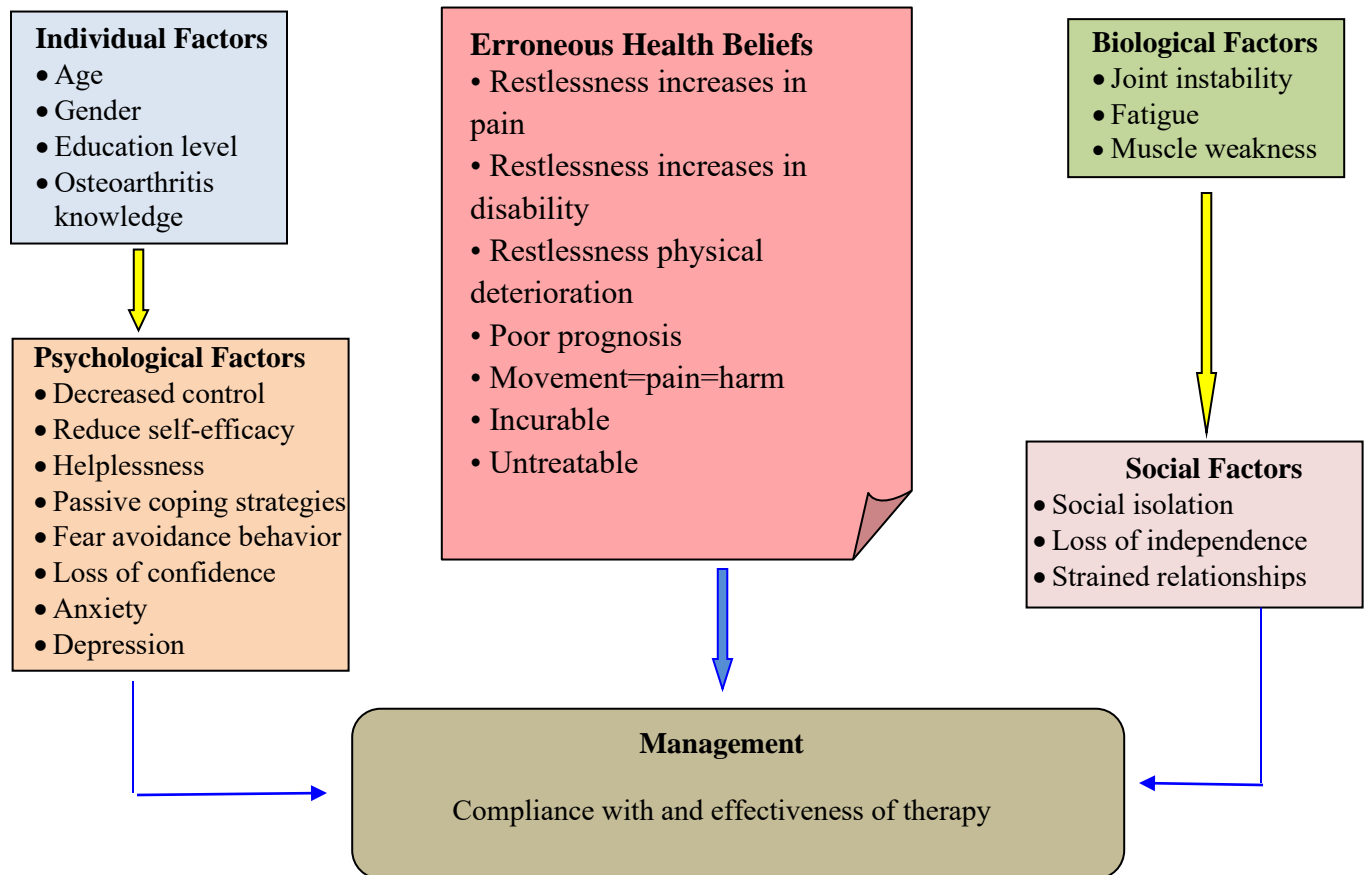 Individual Factors
• Age
• Gender
• Education level
• Osteoarthritis
knowledge
Psychological Factors
• Decreased control
• Reduce self-efficacy
• Helplessness
• Passive coping strategies
• Fear avoidance behavior
• Loss of confidence
• Anxiety
• Depression
Erroneous Health Beliefs
• Restlessness increases in
pain
• Restlessness increases in
disability
• Restlessness physical
deterioration
• Poor prognosis
• Movement=pain=harm
• Incurable
• Untreatable
Biological Factors
• Joint instability
• Fatigue
• Muscle weakness
Social Factors
• Social isolation
• Loss of independence
• Strained relationships
Management
Compliance with and effectiveness of therapy